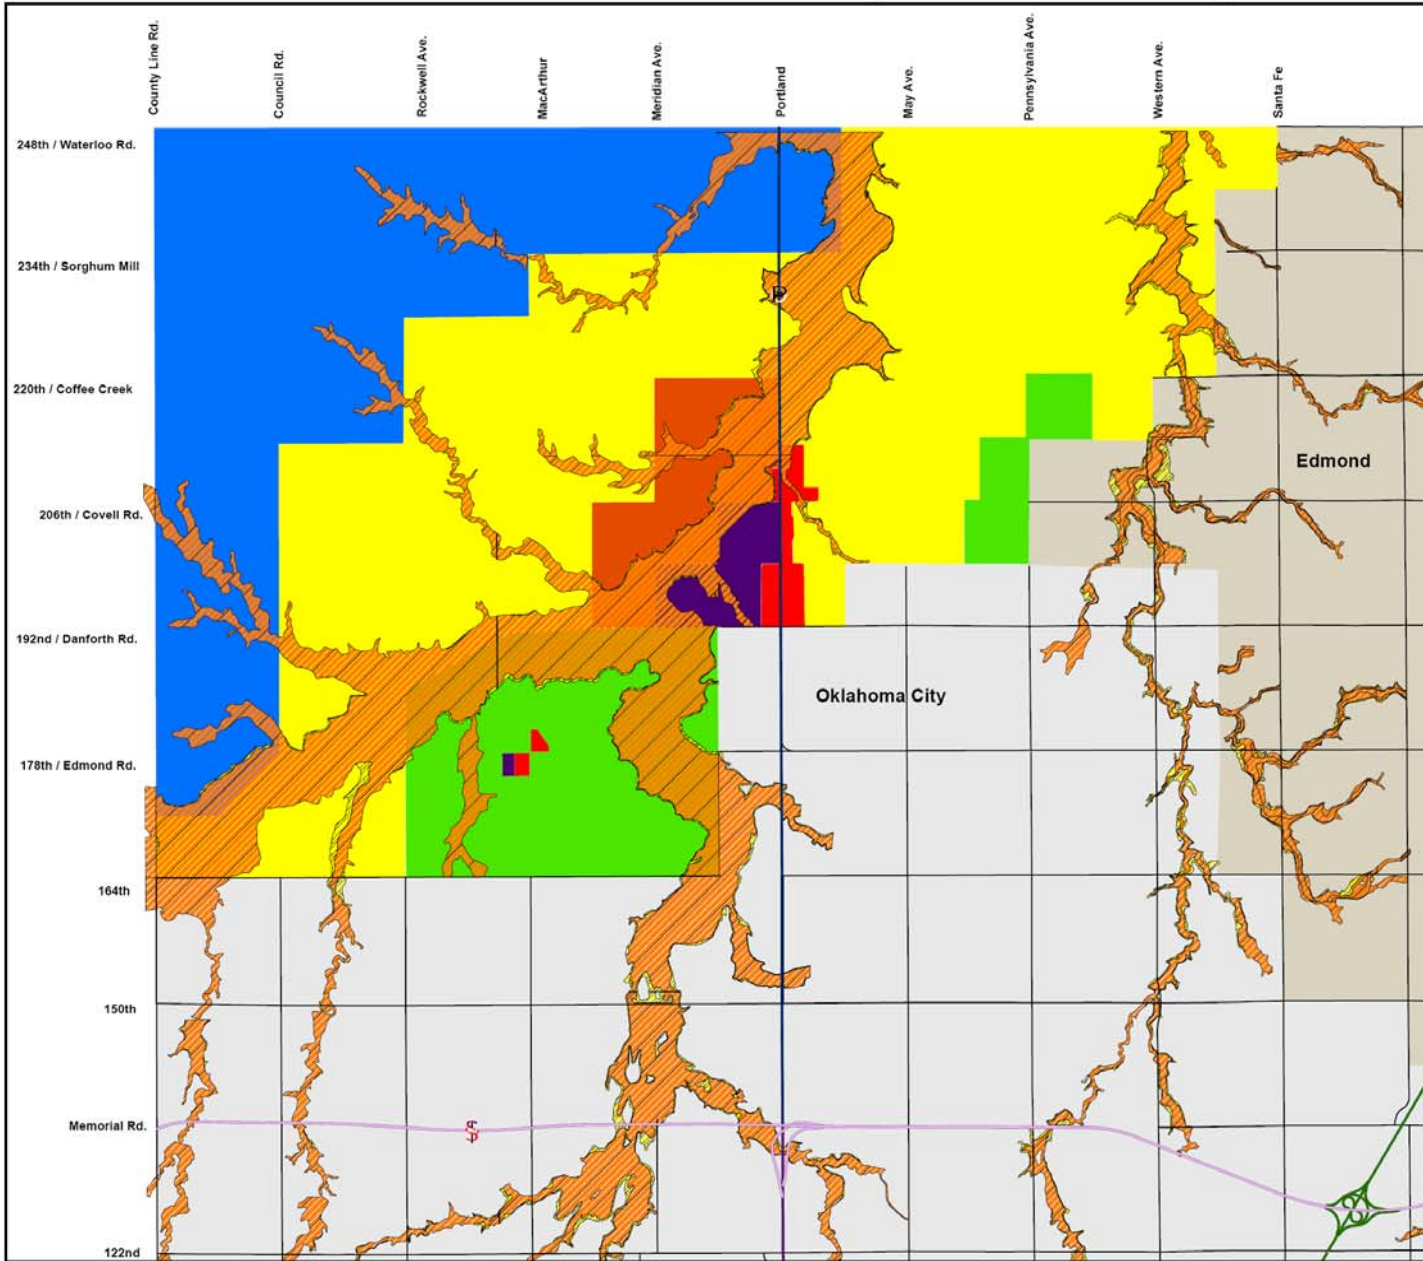 County Line Rd.
Council Rd.
Rockwell Ave.
MacArthur
Meridian Ave.
Portland
May Ave.
Pennsylvania Ave.
Western Ave.
Santa Fe
248th / Waterloo Rd.
234th / Sorghum Mill
220th / Coffee Creek
Edmond
206th / Covell Rd.
192nd / Danforth Rd.
Oklahoma City
178th / Edmond Rd.
164th
150th
Memorial Rd.
122nd